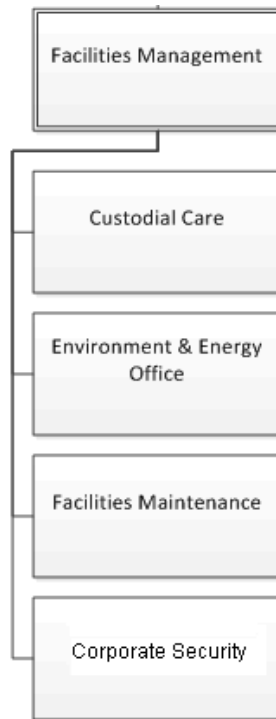 Facilities Management
Custodial Care
Environment & Energy
Office
Facilities Maintenance
Corporate Security